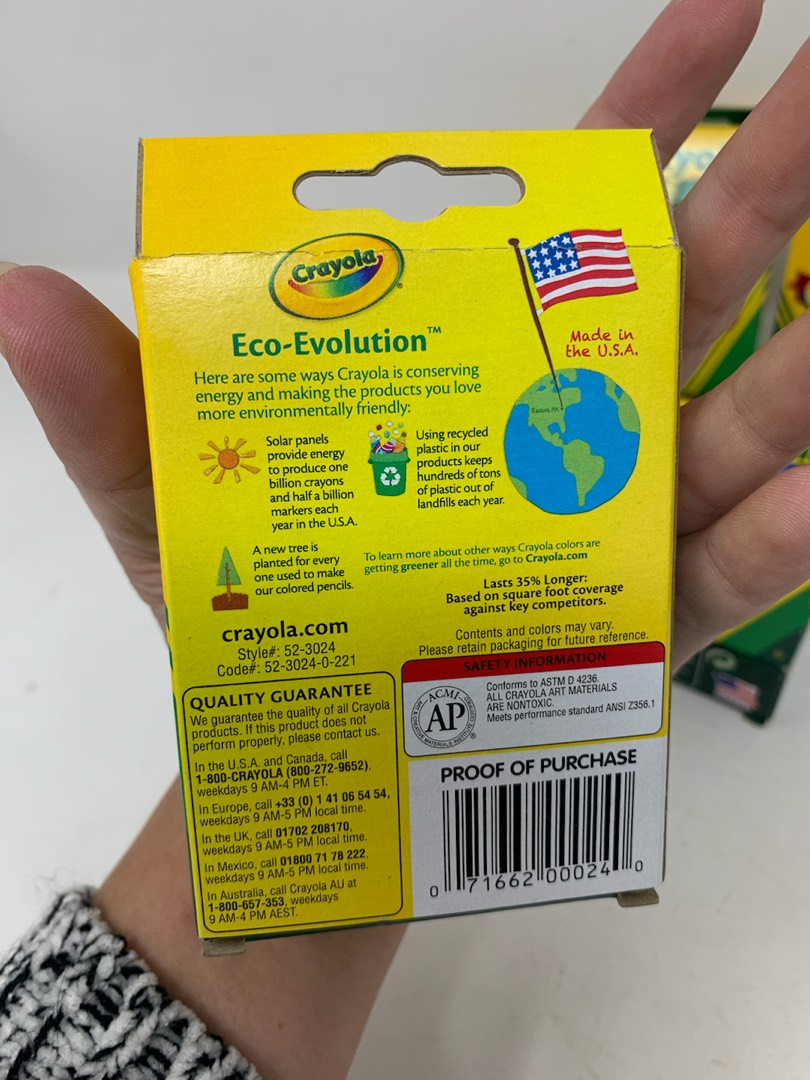 Crayola
Eco-Evolution™
Here are some ways Crayola is conserving
energy and making the products you love
more environmentally friendly:
Made in
the U.S.A.
Easton, PA
Solar panels
provide energy
to produce one
billion crayons
and half a billion
markers each
year in the U.S.A.
Using recycled
plastic in our
products keeps
hundreds of tons
of plastic out of
landfills each year.
A new tree is
planted for every
one used to make
our colored pencils.
To learn more about other ways Crayola colors are
getting greener all the time, go to Crayola.com
Lasts 35% Longer:
Based on square foot coverage
against key competitors.
crayola.com
Style#: 52-3024
Code#: 52-3024-0-221
Contents and colors may vary.
Please retain packaging for future reference.
SAFETY INFORMATION
ACMI
AP
ART & CREATIVE MATERIALS INSTITUTE
CERTIFIED
Conforms to ASTM D 4236.
ALL CRAYOLA ART MATERIALS
ARE NONTOXIC.
Meets performance standard ANSI Z356.1
QUALITY GUARANTEE
We guarantee the quality of all Crayola
products. If this product does not
perform properly, please contact us.
In the U.S.A. and Canada, call
1-800-CRAYOLA (800-272-9652),
weekdays 9 AM-4 PM ET.
In Europe, call +33 (0) 1 41 06 54 54,
weekdays 9 AM-5 PM local time.
In the UK, call 01702 208170,
weekdays 9 AM-5 PM local time.
In Mexico, call 01800 71 78 222,
weekdays 9 AM-5 PM local time.
In Australia, call Crayola AU at
1-800-657-353, weekdays
9 AM-4 PM AEST.
PROOF OF PURCHASE
0 71662 00024 0